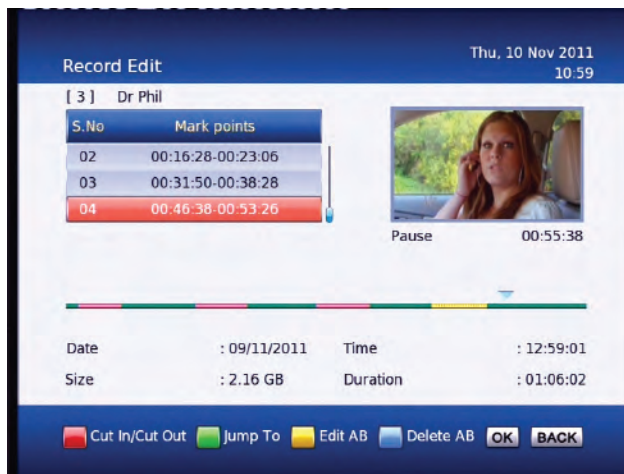 Record Edit
Thu, 10 Nov 2011
10:59
[ 3 ] Dr Phil
S.No Mark points
02 00:16:28-00:23:06
03 00:31:50-00:38:28
04 00:46:38-00:53:26
Pause 00:55:38
Date : 09/11/2011 Time : 12:59:01
Size : 2.16 GB Duration : 01:06:02
Cut In/Cut Out Jump To Edit AB Delete AB OK BACK